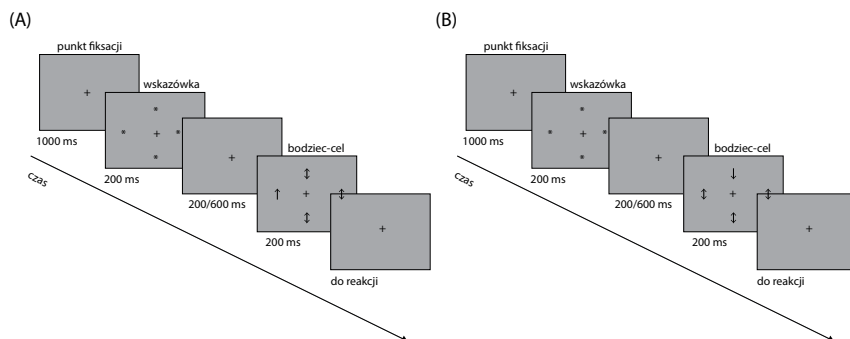 (A)
punkt fiksacji
wskazówka
1000 ms
bodziec-cel
czas
200 ms
200/600 ms
200 ms
do reakcji
(B)
punkt fiksacji
wskazówka
1000 ms
bodziec-cel
czas
200 ms
200/600 ms
200 ms
do reakcji